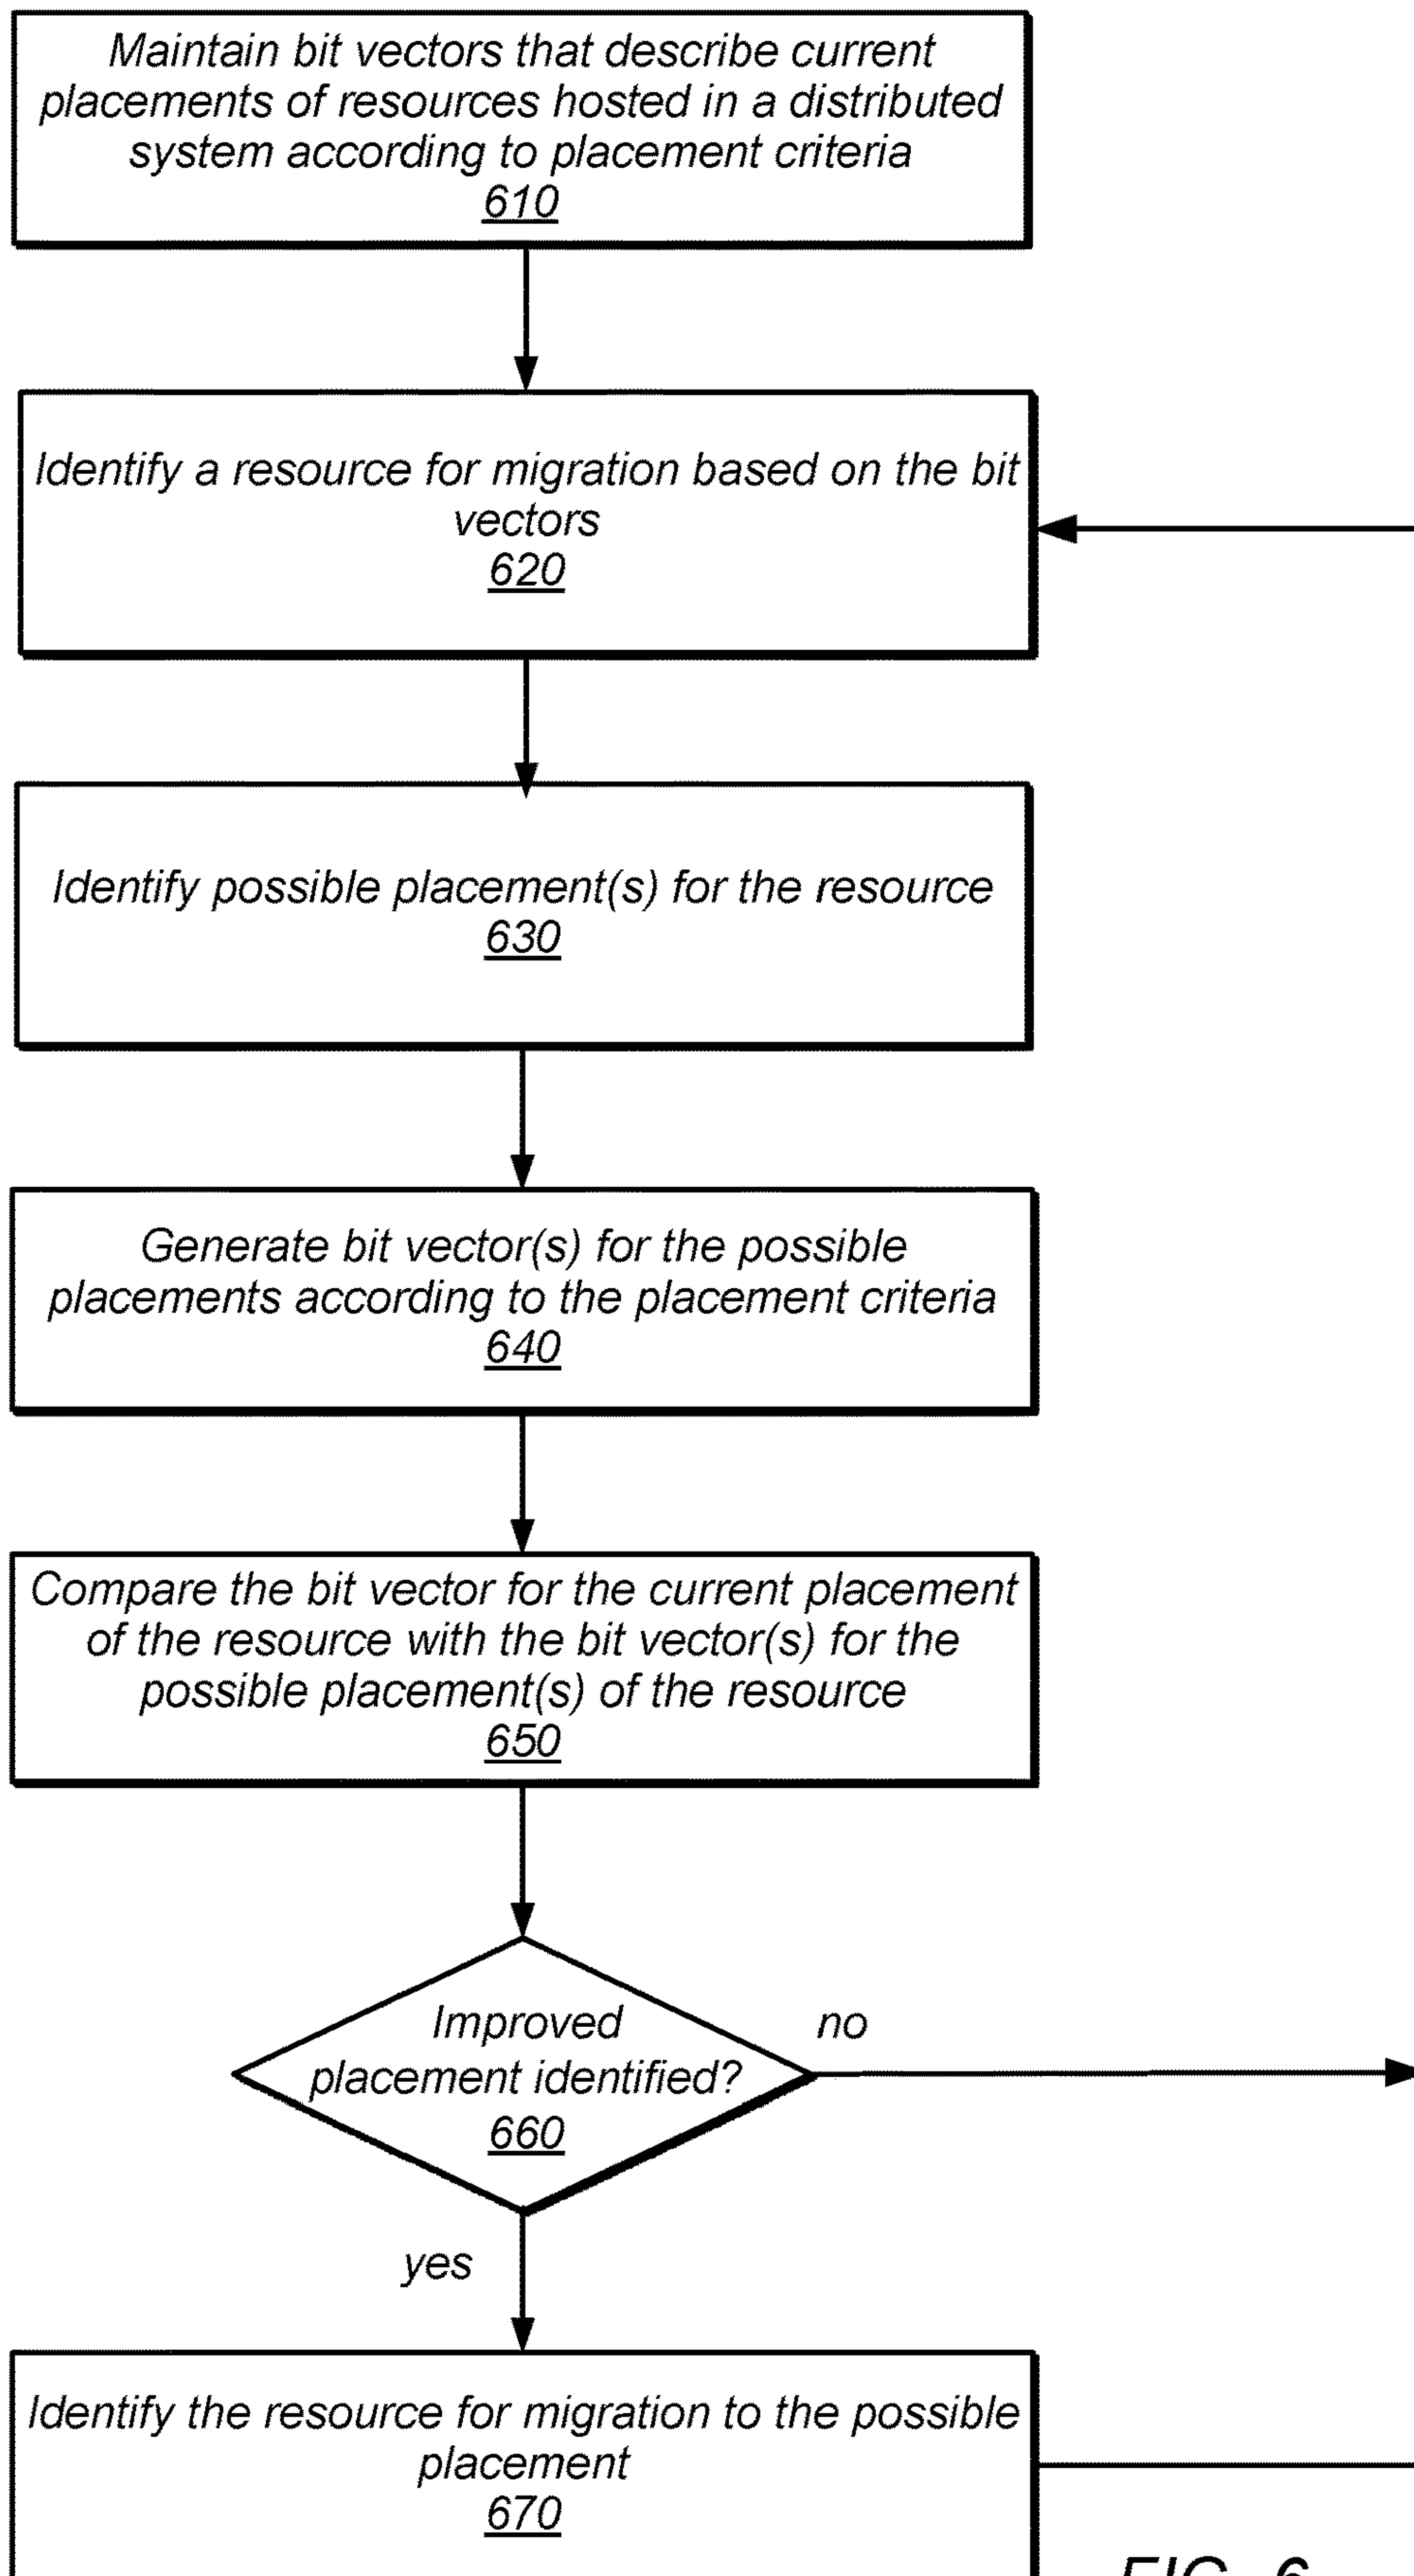 Maintain bit vectors that describe current
placements of resources hosted in a distributed
system according to placement criteria
610
Identify a resource for migration based on the bit
vectors
620
Identify possible placement(s) for the resource
630
Generate bit vector(s) for the possible
placements according to the placement criteria
640
Compare the bit vector for the current placement
of the resource with the bit vector(s) for the
possible placement(s) of the resource
650
Improved
placement identified?
660
no
yes
Identify the resource for migration to the possible
placement
670
FIG. 6